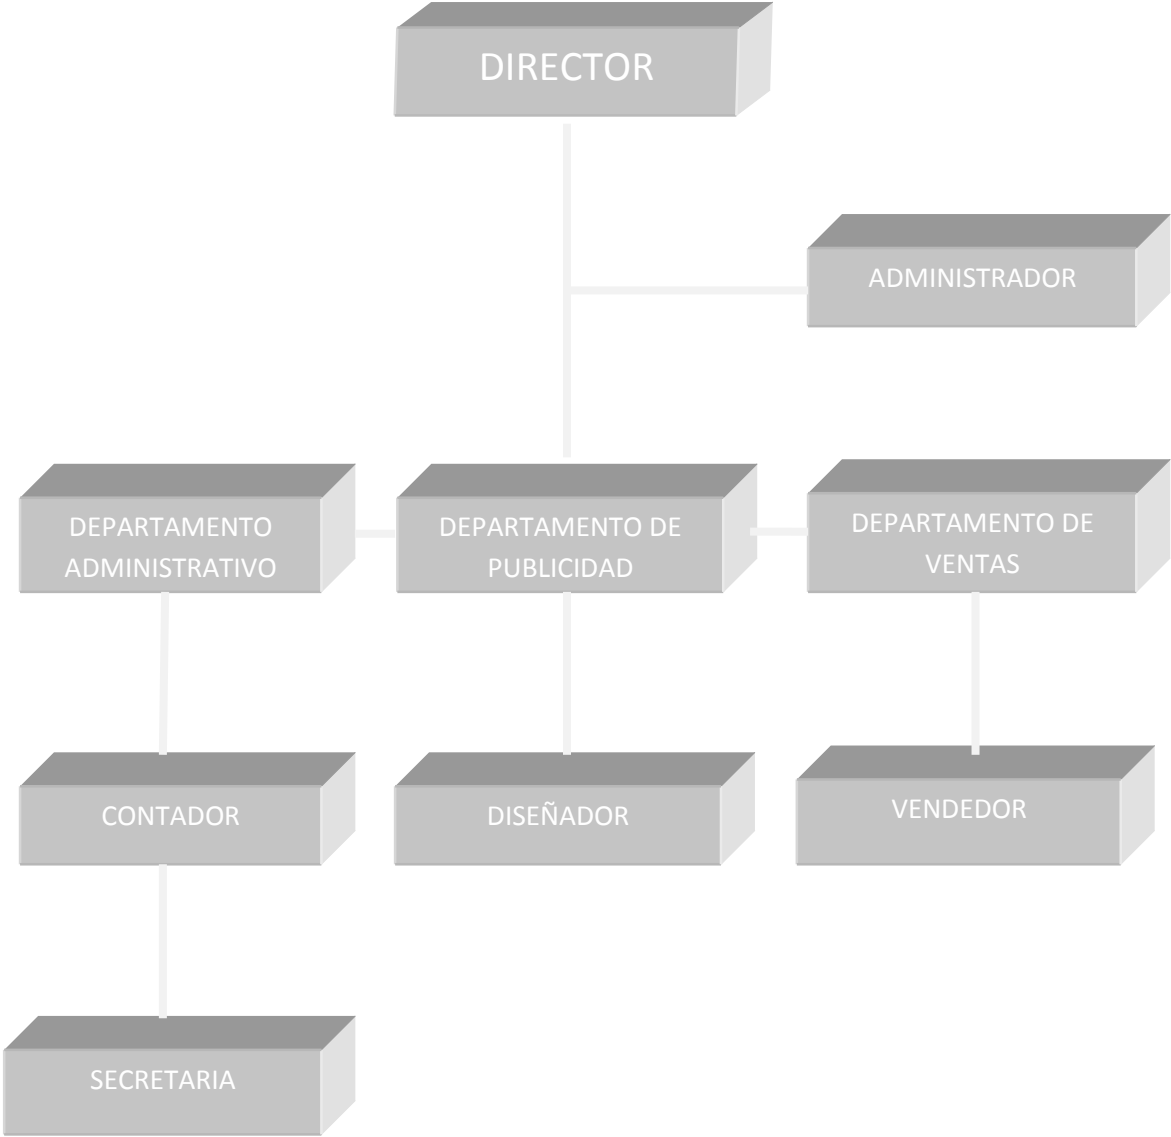 DIRECTOR
ADMINISTRADOR
DEPARTAMENTO
ADMINISTRATIVO
DEPARTAMENTO DE
PUBLICIDAD
DEPARTAMENTO DE
VENTAS
CONTADOR
DISEÑADOR
VENDEDOR
SECRETARIA